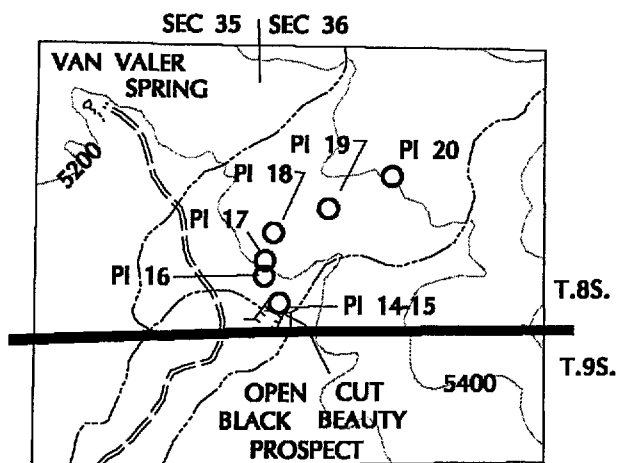 SEC 35 SEC 36
VAN VALER
SPRING
5200
PI 19
PI 20
PI 18
PI 17
PI 16
PI 14-15
T.8S.
T.9S.
5400
OPEN CUT
BLACK BEAUTY
PROSPECT